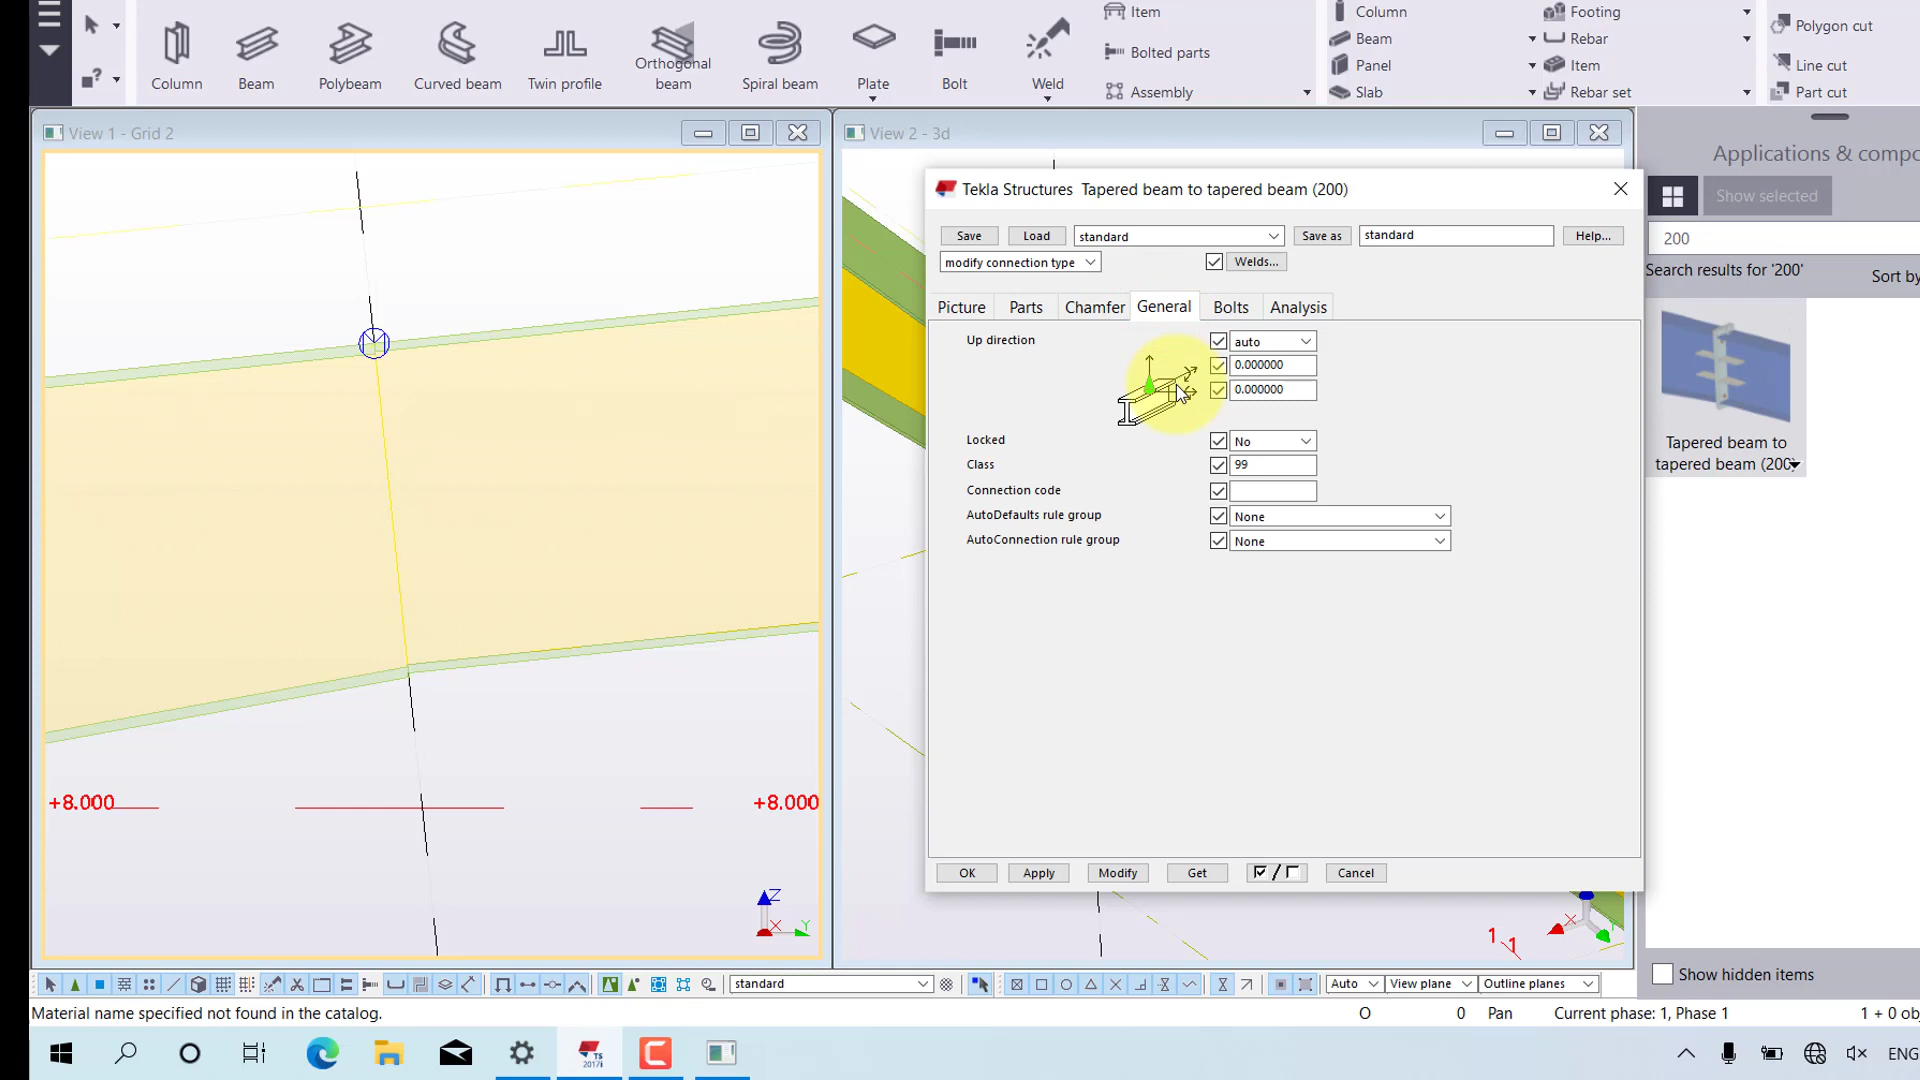 Column
Beam
Polybeam
Curved beam
Twin profile
Orthogonal
beam
Spiral beam
Plate
Bolt
Weld
Item
Bolted parts
Assembly
Column
Beam
Panel
Slab
Footing
Rebar
Item
Rebar set
Polygon cut
Line cut
Part cut
View 1 - Grid 2
+8.000
+8.000
Z
X
Y
View 2 - 3d
1
1
X
Tekla Structures Tapered beam to tapered beam (200)
Save
Load
standard
Save as
standard
Help...
modify connection type
Welds...
Picture
Parts
Chamfer
General
Bolts
Analysis
Up direction
auto
0.000000
0.000000
Locked
No
Class
99
Connection code
AutoDefaults rule group
None
AutoConnection rule group
None
OK
Apply
Modify
Get
/
Cancel
Applications & compo
Show selected
200
Search results for '200'
Sort by
Tapered beam to
tapered beam (200)
Show hidden items
standard
Auto
View plane
Outline planes
Material name specified not found in the catalog.
O
0
Pan
Current phase: 1, Phase 1
1 + 0 obj
TS
2017i
ENG